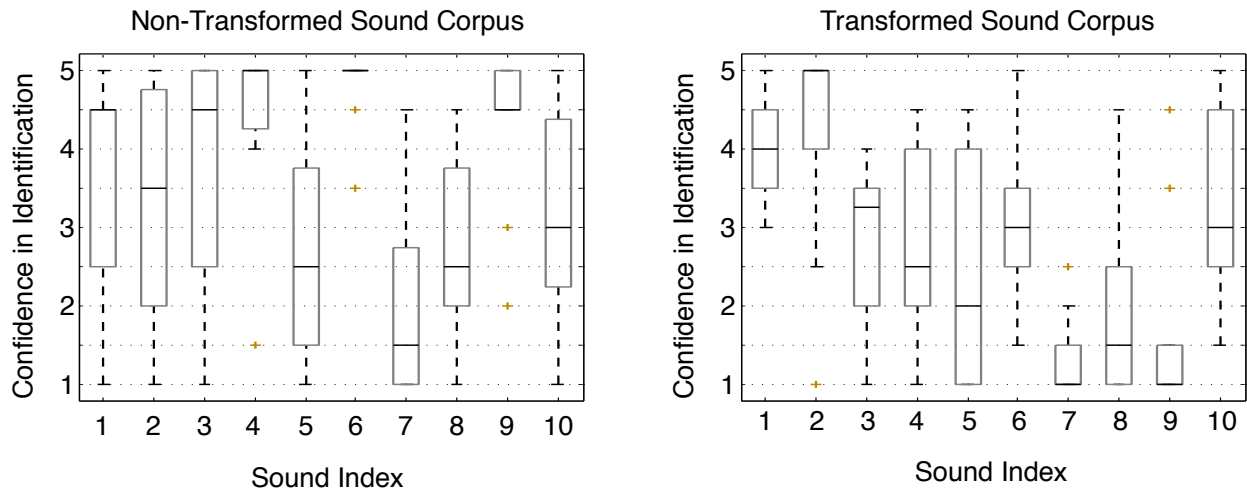 Non-Transformed Sound Corpus
Confidence in Identification
5
4
3
2
1
1 2 3 4 5 6 7 8 9 10
Sound Index
Transformed Sound Corpus
Confidence in Identification
5
4
3
2
1
1 2 3 4 5 6 7 8 9 10
Sound Index